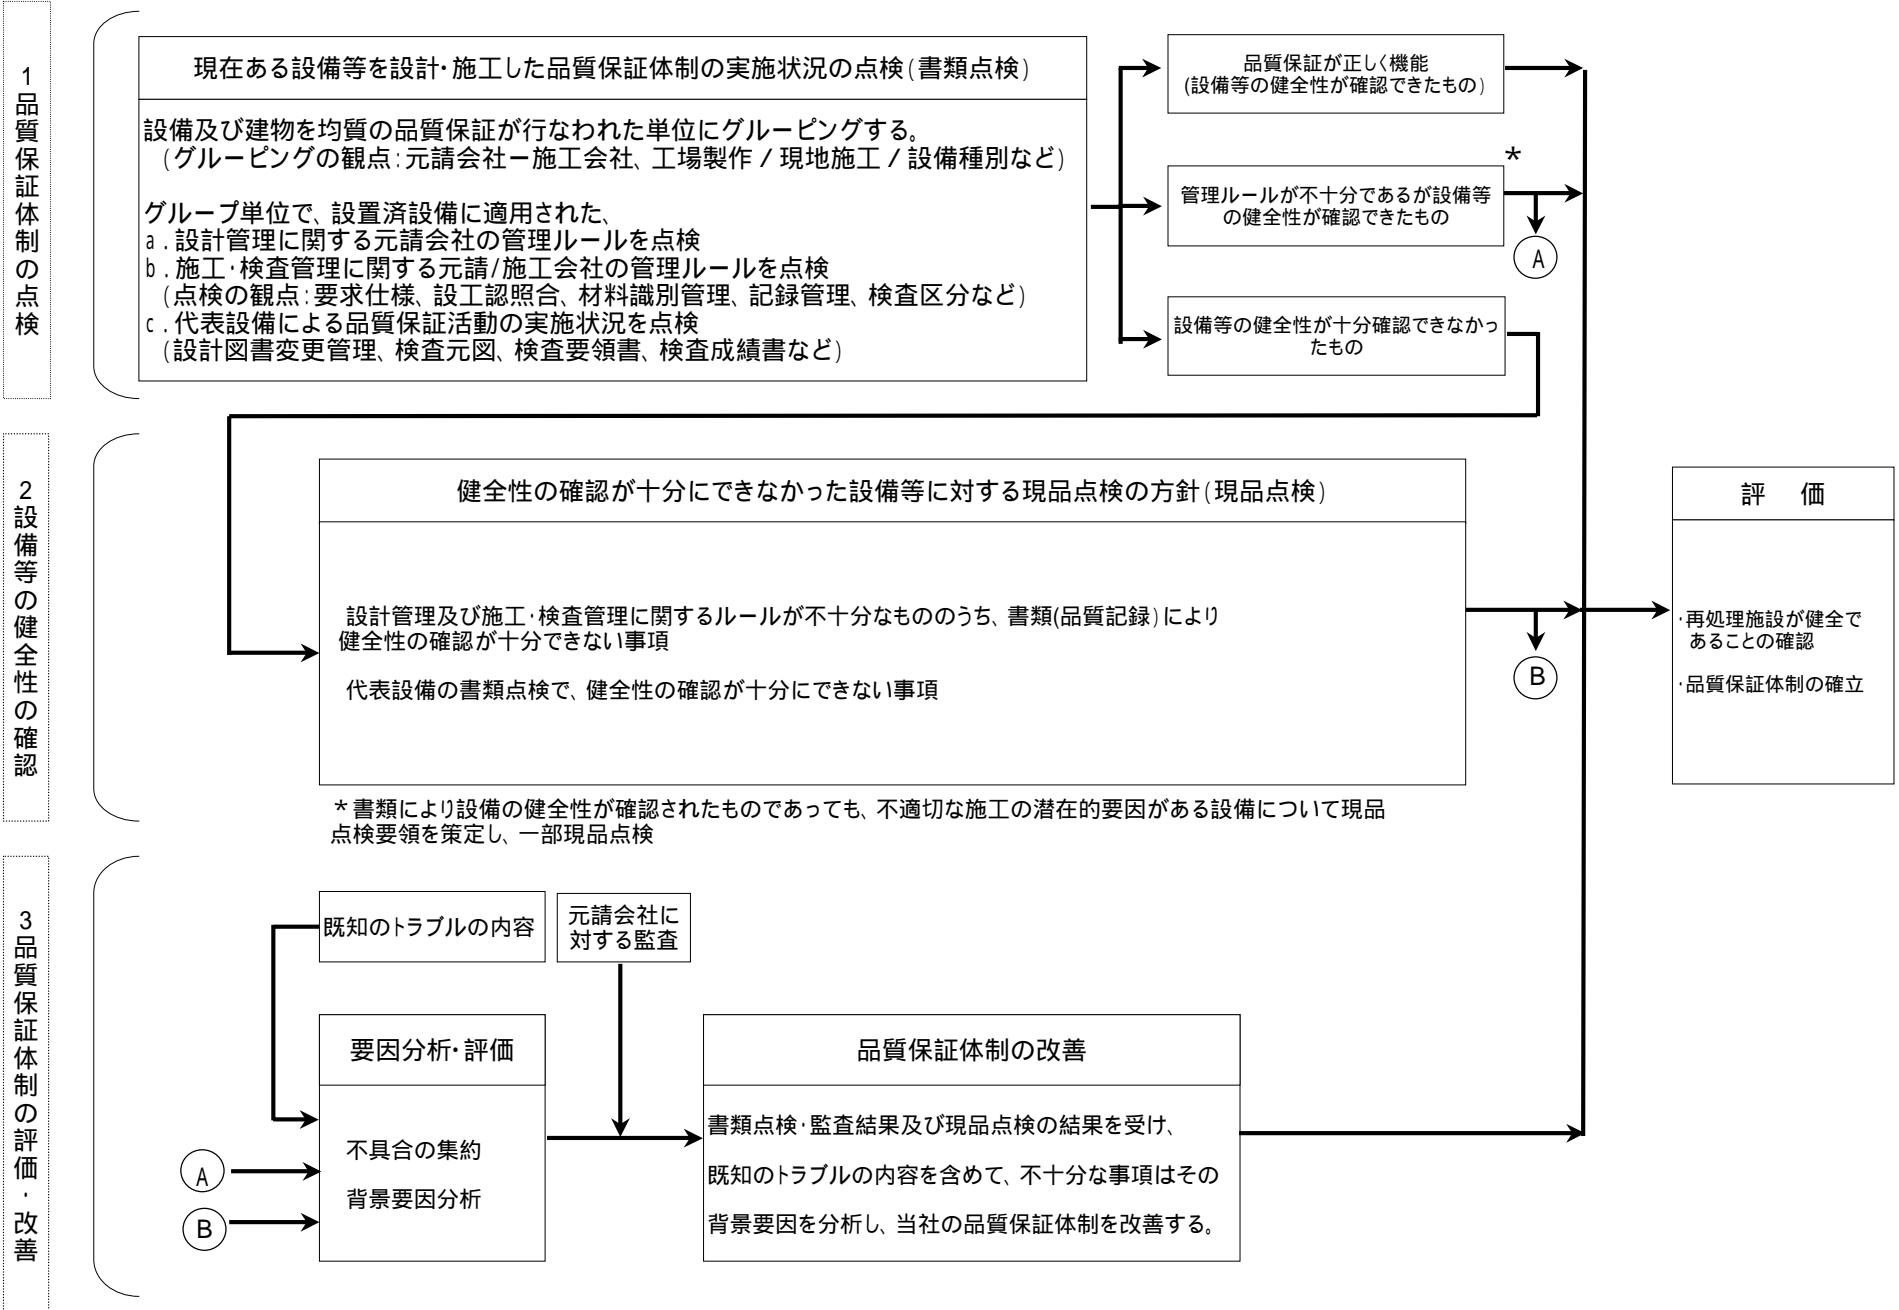 1品質保証体制の点検
現在ある設備等を設計・施工した品質保証体制の実施状況の点検(書類点検)
設備及び建物を均質の品質保証が行なわれた単位にグルーピングする。
(グルーピングの観点:元請会社ー施工会社、工場製作/現地施工/設備種別など)
グループ単位で、設置済設備に適用された、
a.設計管理に関する元請会社の管理ルールを点検
b.施工・検査管理に関する元請/施工会社の管理ルールを点検
(点検の観点:要求仕様、設工認照合、材料識別管理、記録管理、検査区分など)
c.代表設備による品質保証活動の実施状況を点検
(設計図書変更管理、検査元図、検査要領書、検査成績書など)
品質保証が正しく機能
(設備等の健全性が確認できたもの)
*
管理ルールが不十分であるが設備等
の健全性が確認できたもの
A
設備等の健全性が十分確認できなかっ
たもの
2設備等の健全性の確認
健全性の確認が十分にできなかった設備等に対する現品点検の方針(現品点検)
設計管理及び施工・検査管理に関するルールが不十分なもののうち、書類(品質記録)により
健全性の確認が十分できない事項
代表設備の書類点検で、健全性の確認が十分にできない事項
B
*書類により設備の健全性が確認されたものであっても、不適切な施工の潜在的要因がある設備について現品
点検要領を策定し、一部現品点検
評 価
・再処理施設が健全で
あることの確認
・品質保証体制の確立
3品質保証体制の評価・改善
既知のトラブルの内容
元請会社に
対する監査
要因分析・評価
不具合の集約
背景要因分析
A
B
品質保証体制の改善
書類点検・監査結果及び現品点検の結果を受け、
既知のトラブルの内容を含めて、不十分な事項はその
背景要因を分析し、当社の品質保証体制を改善する。